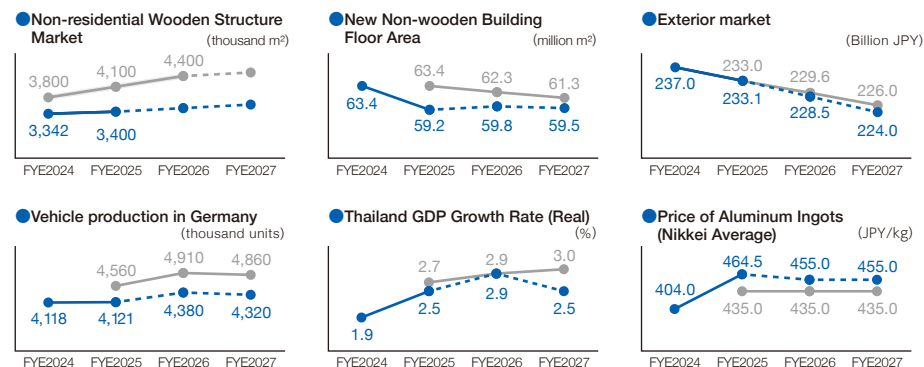 Non-residential Wooden Structure
Market
(thousand m²)
3,800
4,100
4,400
3,342
3,400
FYE2024 FYE2025 FYE2026 FYE2027
New Non-wooden Building
Floor Area
(million m²)
63.4
62.3
61.3
63.4
59.2
59.8
59.5
FYE2024 FYE2025 FYE2026 FYE2027
Exterior market
(Billion JPY)
233.0
229.6
226.0
237.0
233.1
228.5
224.0
FYE2024 FYE2025 FYE2026 FYE2027
Vehicle production in Germany
(thousand units)
4,560
4,910
4,860
4,118
4,121
4,380
4,320
FYE2024 FYE2025 FYE2026 FYE2027
Thailand GDP Growth Rate (Real)
(%)
2.7
2.9
3.0
1.9
2.5
2.9
2.5
FYE2024 FYE2025 FYE2026 FYE2027
Price of Aluminum Ingots
(Nikkei Average)
(JPY/kg)
404.0
464.5
455.0
455.0
435.0
435.0
435.0
FYE2024 FYE2025 FYE2026 FYE2027